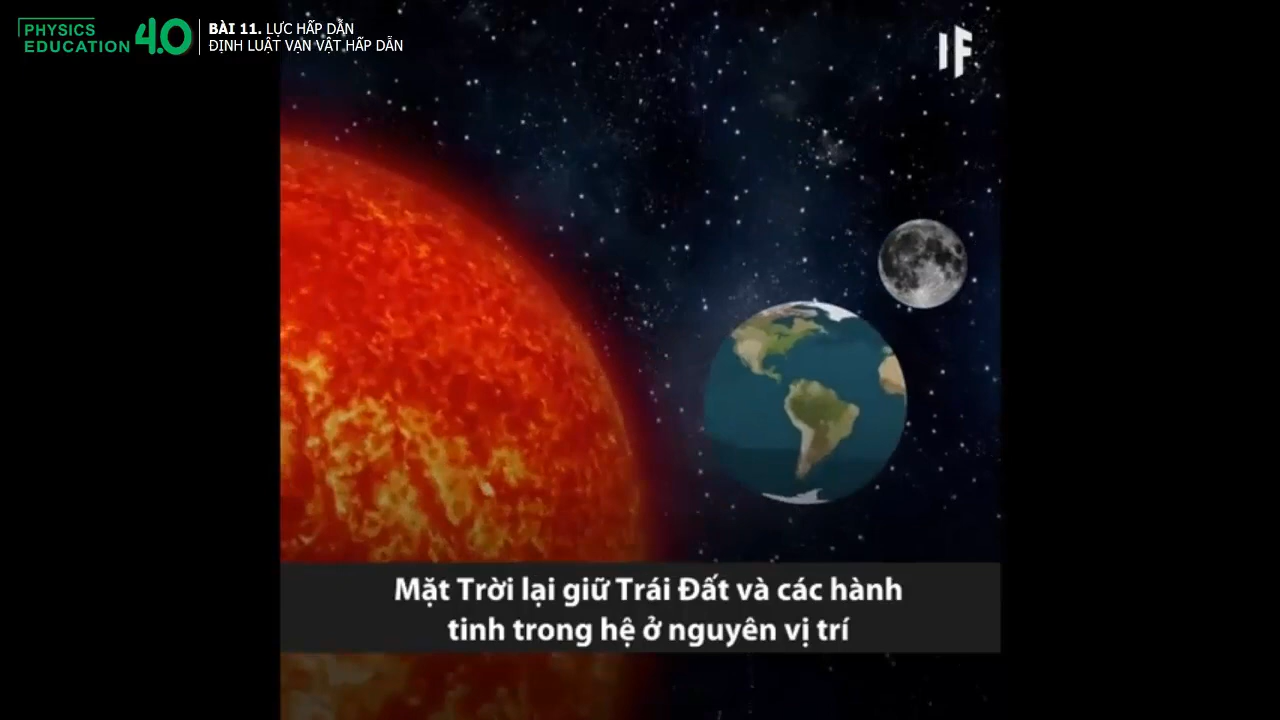 PHYSICS
EDUCATION 4.0
BÀI 11. LỰC HẤP DẪN
ĐỊNH LUẬT VẠN VẬT HẤP DẪN
IF
Mặt Trời lại giữ Trái Đất và các hành
tinh trong hệ ở nguyên vị trí